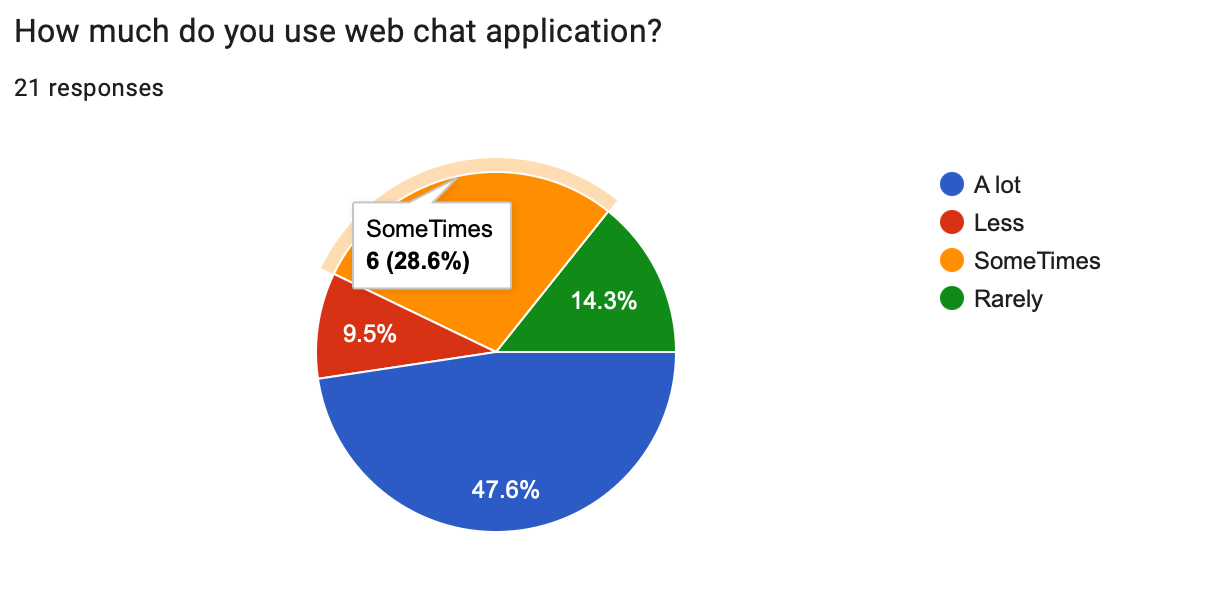 How much do you use web chat application?
21 responses
SomeTimes
6 (28.6%)
14.3%
9.5%
47.6%
A lot
Less
SomeTimes
Rarely